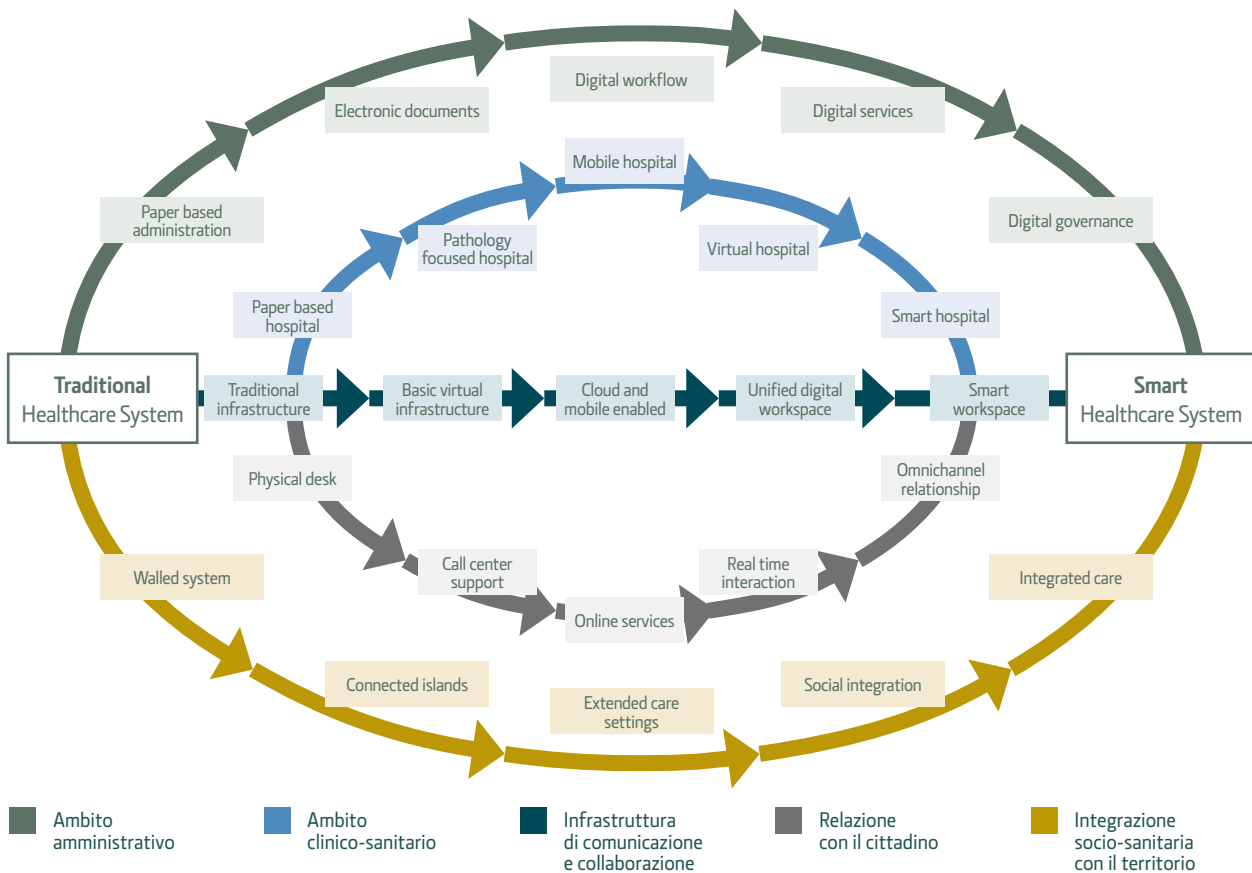 Digital workflow
Electronic documents
Digital services
Mobile hospital
Paper based
administration
Digital governance
Pathology
focused hospital
Virtual hospital
Paper based
hospital
Smart hospital
Traditional
Healthcare System
Traditional
infrastructure
Basic virtual
infrastructure
Cloud and
mobile enabled
Unified digital
workspace
Smart
workspace
Smart
Healthcare System
Physical desk
Omnichannel
relationship
Walled system
Call center
support
Real time
interaction
Integrated care
Online services
Connected islands
Extended care
settings
Social integration
Ambito
amministrativo
Ambito
clinico-sanitario
Infrastruttura
di comunicazione
e collaborazione
Relazione
con il cittadino
Integrazione
socio-sanitaria
con il territorio